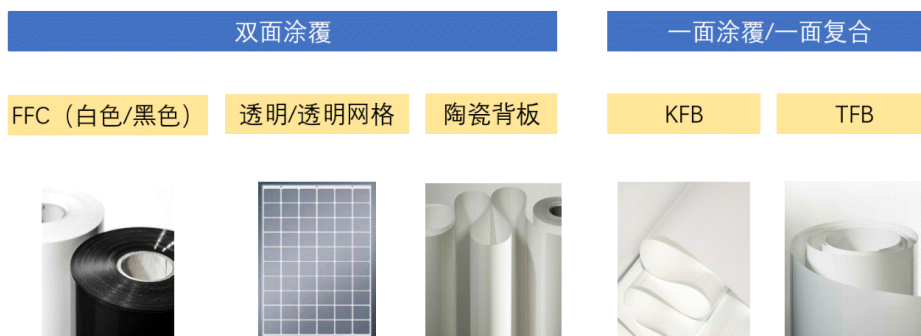 双面涂覆
一面涂覆/一面复合
FFC（白色/黑色）
透明/透明网格
陶瓷背板
KFB
TFB